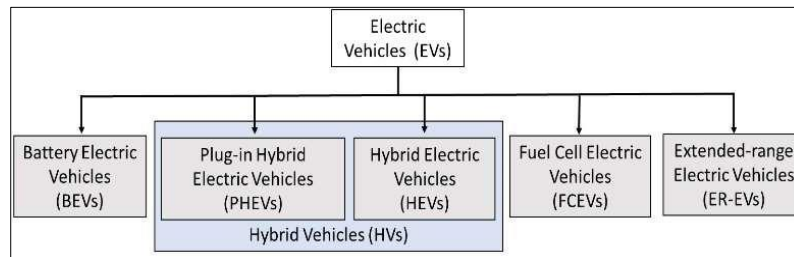 Electric
Vehicles (EVs)
Battery Electric
Vehicles
(BEVs)
Plug-in Hybrid
Electric Vehicles
(PHEVs)
Hybrid Electric
Vehicles
(HEVs)
Fuel Cell Electric
Vehicles
(FCEVs)
Extended-range
Electric Vehicles
(ER-EVs)
Hybrid Vehicles (HVs)